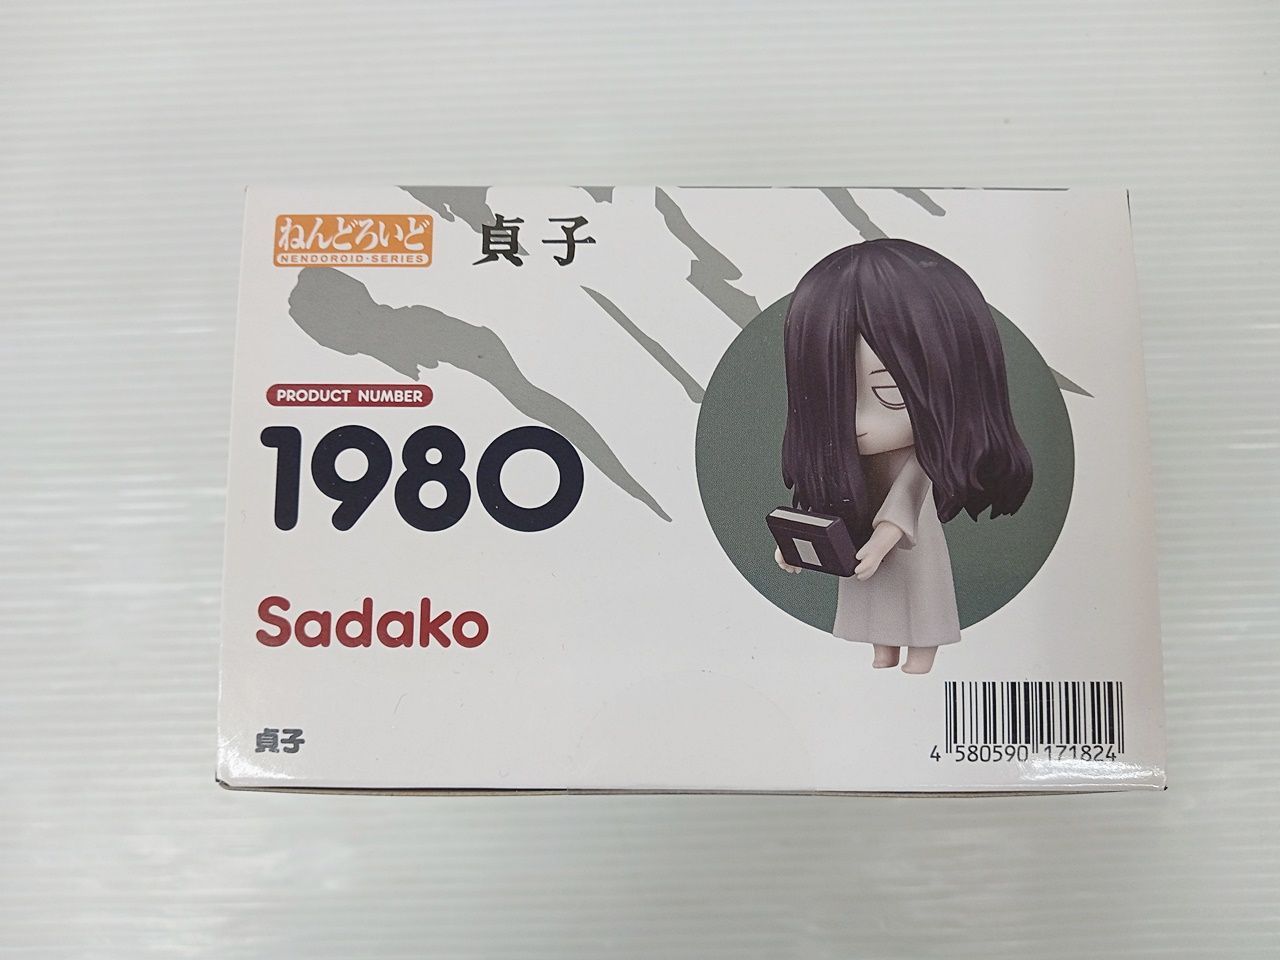 ねんどろいど
NENDOROID·SERIES
貞子
PRODUCT NUMBER
1980
Sadako
貞子
4 580590 171824